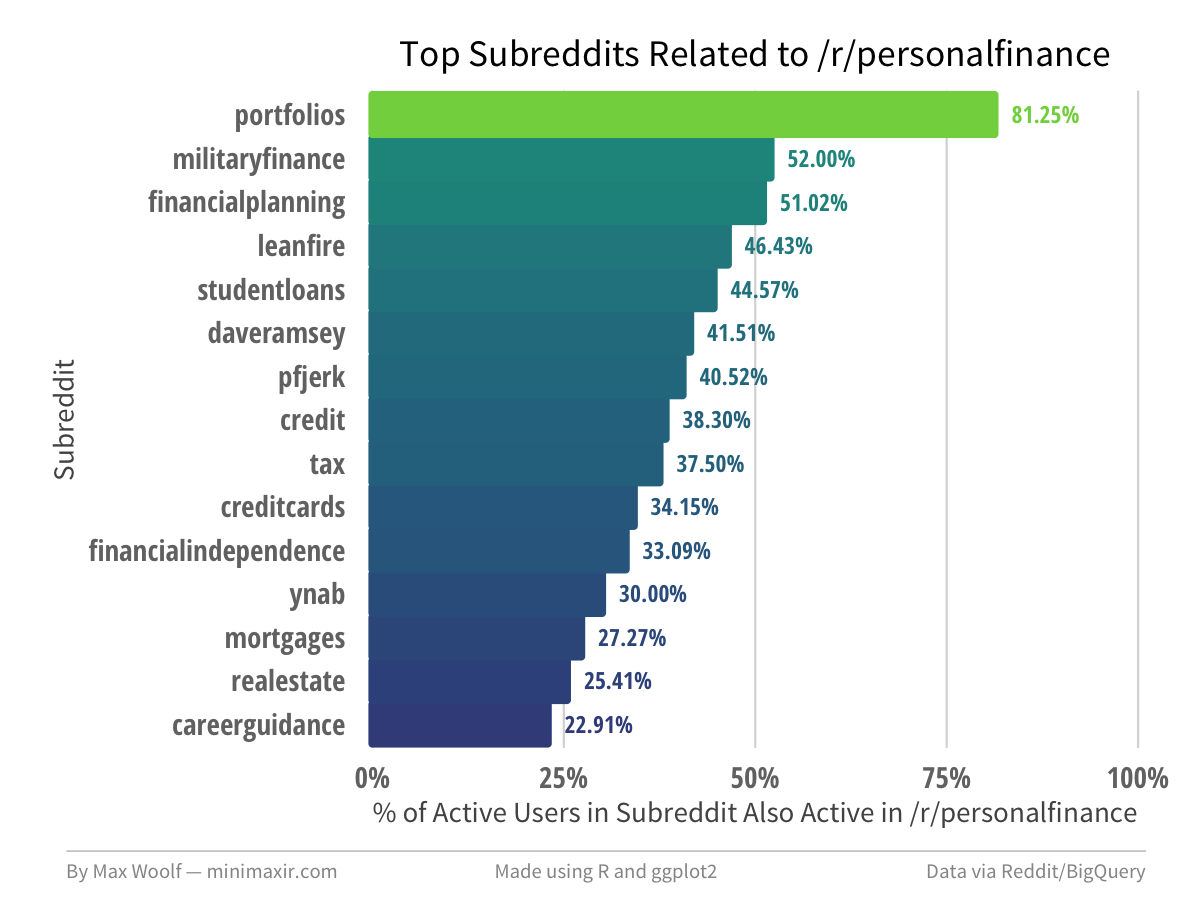 Top Subreddits Related to /r/personalfinance
portfolios 81.25%
militaryfinance 52.00%
financialplanning 51.02%
leanfire 46.43%
studentloans 44.57%
daveramsey 41.51%
pfjerk 40.52%
credit 38.30%
tax 37.50%
creditcards 34.15%
financialindependence 33.09%
ynab 30.00%
mortgages 27.27%
realestate 25.41%
careerguidance 22.91%
Subreddit
0% 25% 50% 75% 100%
% of Active Users in Subreddit Also Active in /r/personalfinance
By Max Woolf — minimaxir.com Made using R and ggplot2 Data via Reddit/BigQuery